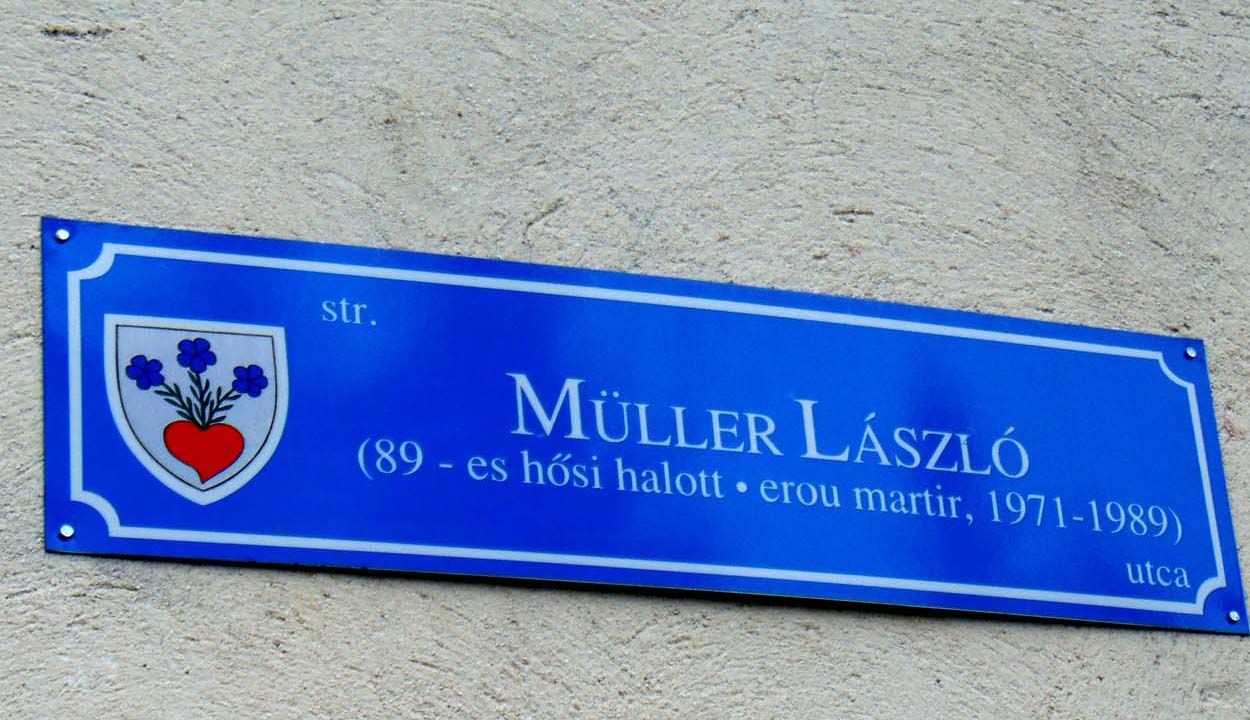 str.
MÜLLER LÁSZLÓ
(89 - es hősi halott • erou martir, 1971-1989)
utca